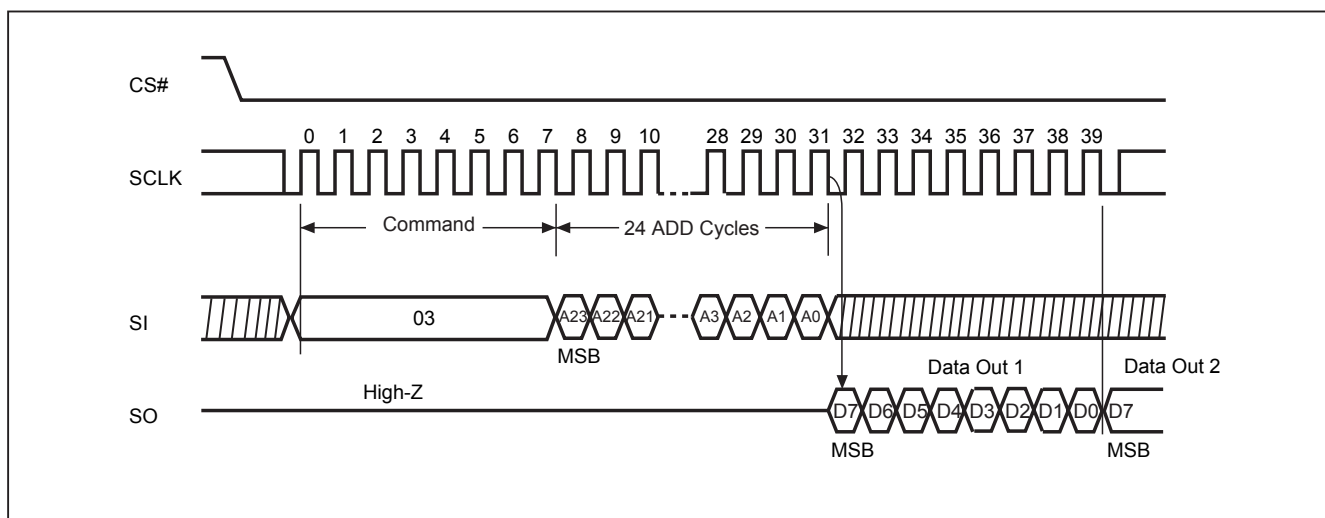 CS#
0 1 2 3 4 5 6 7 8 9 10 28 29 30 31 32 33 34 35 36 37 38 39
SCLK
Command 24 ADD Cycles
SI 03 A23 A22 A21 A3 A2 A1 A0
MSB
Data Out 1 Data Out 2
High-Z
SO D7 D6 D5 D4 D3 D2 D1 D0 D7
MSB MSB